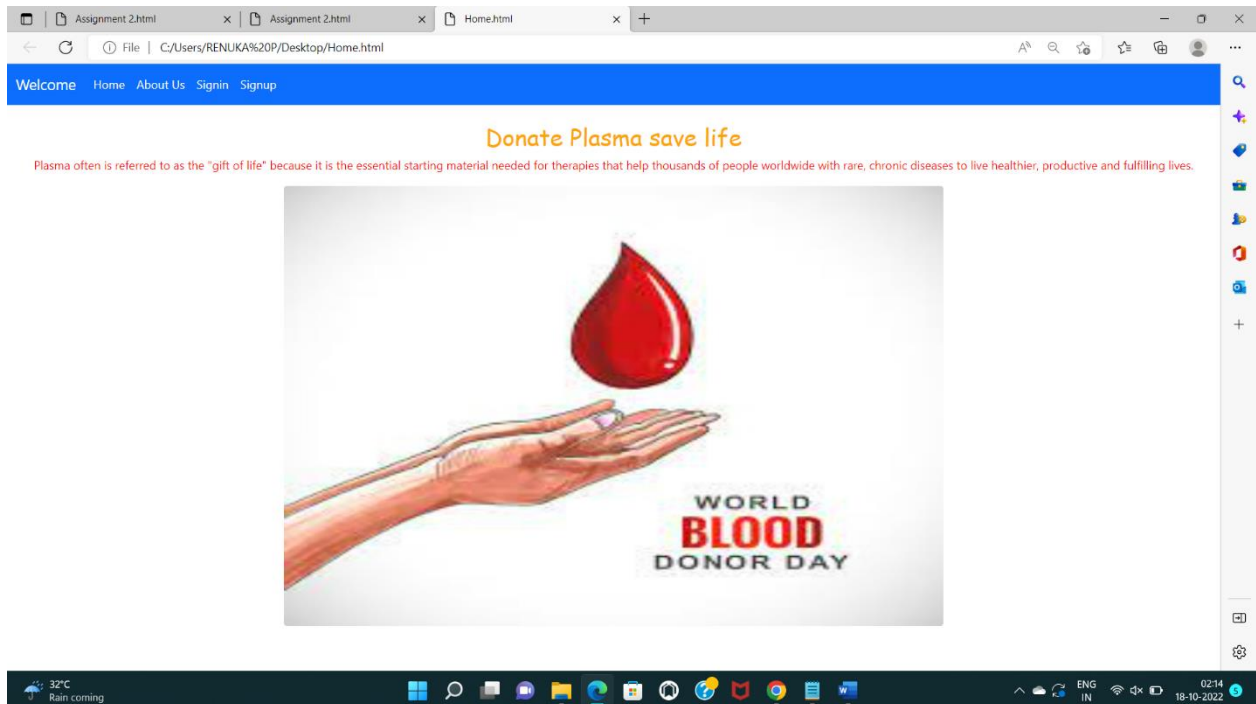 Assignment 2.html
Assignment 2.html
Home.html
File | C:/Users/RENUKA%20P/Desktop/Home.html
Welcome Home About Us Signin Signup
Donate Plasma save life
Plasma often is referred to as the "gift of life" because it is the essential starting material needed for therapies that help thousands of people worldwide with rare, chronic diseases to live healthier, productive and fulfilling lives.
WORLD
BLOOD
DONOR DAY
32°C
Rain coming
ENG
IN
02:14
18-10-2022
5